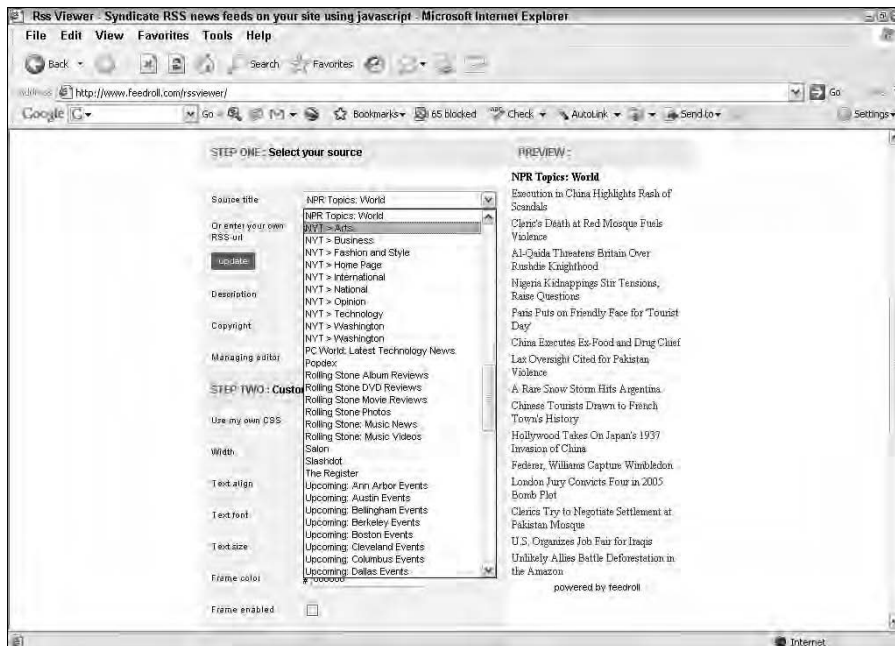 Rss Viewer - Syndicate RSS news feeds on your site using javascript - Microsoft Internet Explorer
File Edit View Favorites Tools Help
Back Search Favorites
Address http://www.feedroll.com/rssviewer/ Go
Google G Go Bookmarks 65 blocked Check AutoLink Send to Settings
STEP ONE : Select your source
Source title NPR Topics: World
Or enter your own
RSS-url
update
Description
Copyright
Managing editor
STEP TWO : Custo
Use my own CSS
Width
Text align
Text font
Text size
Frame color # 000000
Frame enabled
NPR Topics: World
NYT > Arts
NYT > Business
NYT > Fashion and Style
NYT > Home Page
NYT > International
NYT > National
NYT > Opinion
NYT > Technology
NYT > Washington
NYT > Washington
PC World: Latest Technology News
Popdex
Rolling Stone Album Reviews
Rolling Stone DVD Reviews
Rolling Stone Movie Reviews
Rolling Stone Photos
Rolling Stone: Music News
Rolling Stone: Music Videos
Salon
Slashdot
The Register
Upcoming: Ann Arbor Events
Upcoming: Austin Events
Upcoming: Bellingham Events
Upcoming: Berkeley Events
Upcoming: Boston Events
Upcoming: Cleveland Events
Upcoming: Columbus Events
Upcoming: Dallas Events
PREVIEW :
NPR Topics: World
Execution in China Highlights Rash of
Scandals
Cleric's Death at Red Mosque Fuels
Violence
Al-Qaida Threatens Britain Over
Rushdie Knighthood
Nigeria Kidnappings Stir Tensions,
Raise Questions
Paris Puts on Friendly Face for 'Tourist
Day'
China Executes Ex-Food and Drug Chief
Lax Oversight Cited for Pakistan
Violence
A Rare Snow Storm Hits Argentina
Chinese Tourists Drawn to French
Town's History
Hollywood Takes On Japan's 1937
Invasion of China
Federer, Williams Capture Wimbledon
London Jury Convicts Four in 2005
Bomb Plot
Clerics Try to Negotiate Settlement at
Pakistan Mosque
U.S. Organizes Job Fair for Iraqis
Unlikely Allies Battle Deforestation in
the Amazon
powered by feedroll
Internet